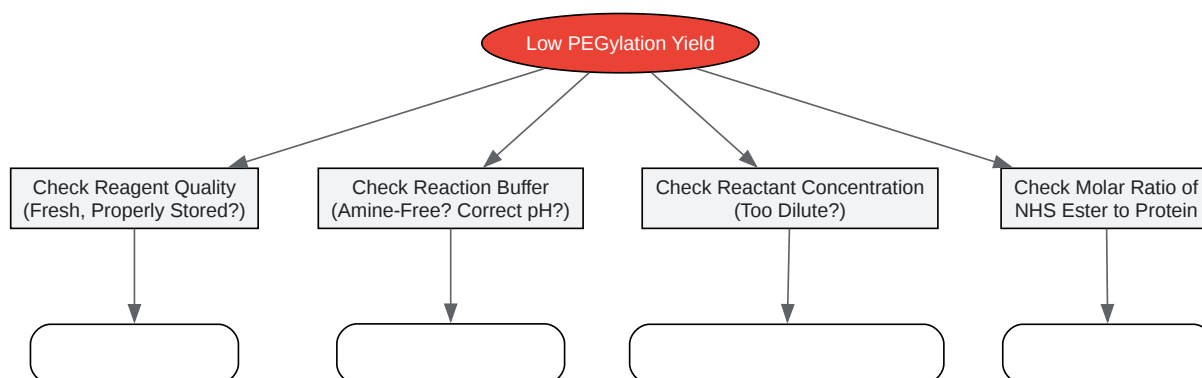 Low PEGylation Yield
Check Reagent Quality
(Fresh, Properly Stored?)
Check Reaction Buffer
(Amine-Free? Correct pH?)
Check Reactant Concentration
(Too Dilute?)
Check Molar Ratio of
NHS Ester to Protein